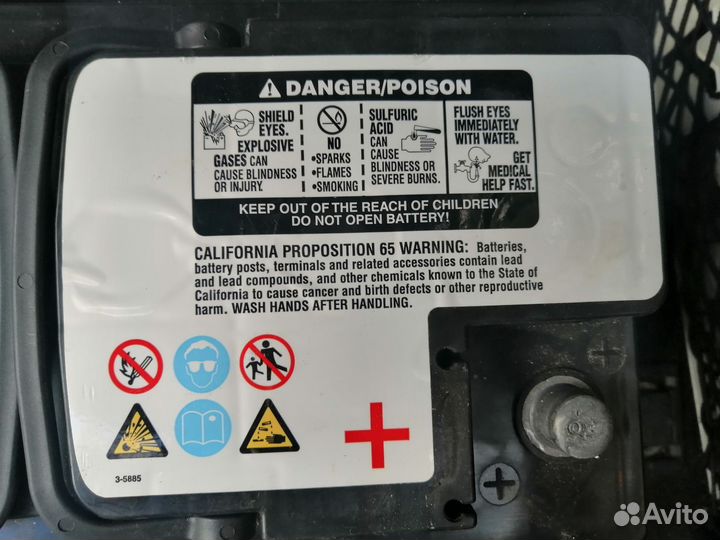 DANGER/POISON
SHIELD
EYES.
EXPLOSIVE
GASES CAN
CAUSE BLINDNESS
OR INJURY.
NO
•SPARKS
•FLAMES
•SMOKING
SULFURIC
ACID
CAN
CAUSE
BLINDNESS OR
SEVERE BURNS.
FLUSH EYES
IMMEDIATELY
WITH WATER.
GET
MEDICAL
HELP FAST.
KEEP OUT OF THE REACH OF CHILDREN
DO NOT OPEN BATTERY!
CALIFORNIA PROPOSITION 65 WARNING: Batteries,
battery posts, terminals and related accessories contain lead
and lead compounds, and other chemicals known to the State of
California to cause cancer and birth defects or other reproductive
harm. WASH HANDS AFTER HANDLING.
+
3-5885
+
Avito